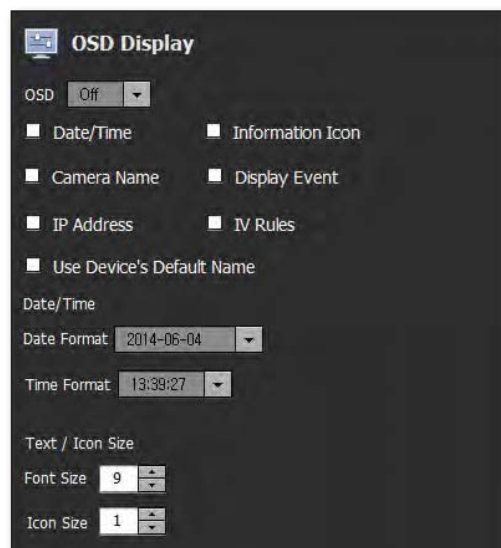 OSD Display
OSD Off
Date/Time Information Icon
Camera Name Display Event
IP Address IV Rules
Use Device's Default Name
Date/Time
Date Format 2014-06-04
Time Format 13:39:27
Text / Icon Size
Font Size 9
Icon Size 1